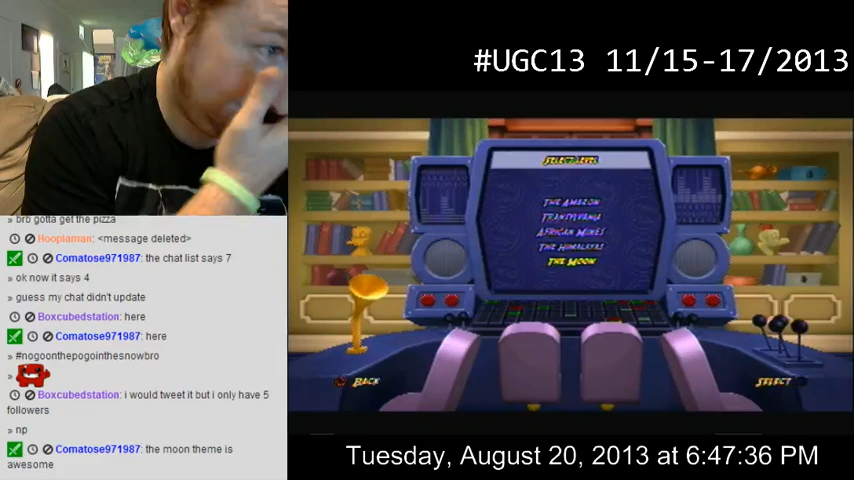 #UGC13 11/15-17/2013
» brb gotta get the pizza
Hooplaman: <message deleted>
Comatose971987: the chat list says 7
» ok now it says 4
» guess my chat didn't update
Boxcubedstation: here
Comatose971987: here
» #nogoonthepogointhesnowbro
»
Boxcubedstation: i would tweet it but i only have 5
followers
» np
Comatose971987: the moon theme is
awesome
SELECT LEVEL
THE AMAZON
TRANSYLVANIA
AFRICAN MINES
THE HIMALAYAS
THE MOON
BACK
SELECT
Tuesday, August 20, 2013 at 6:47:36 PM